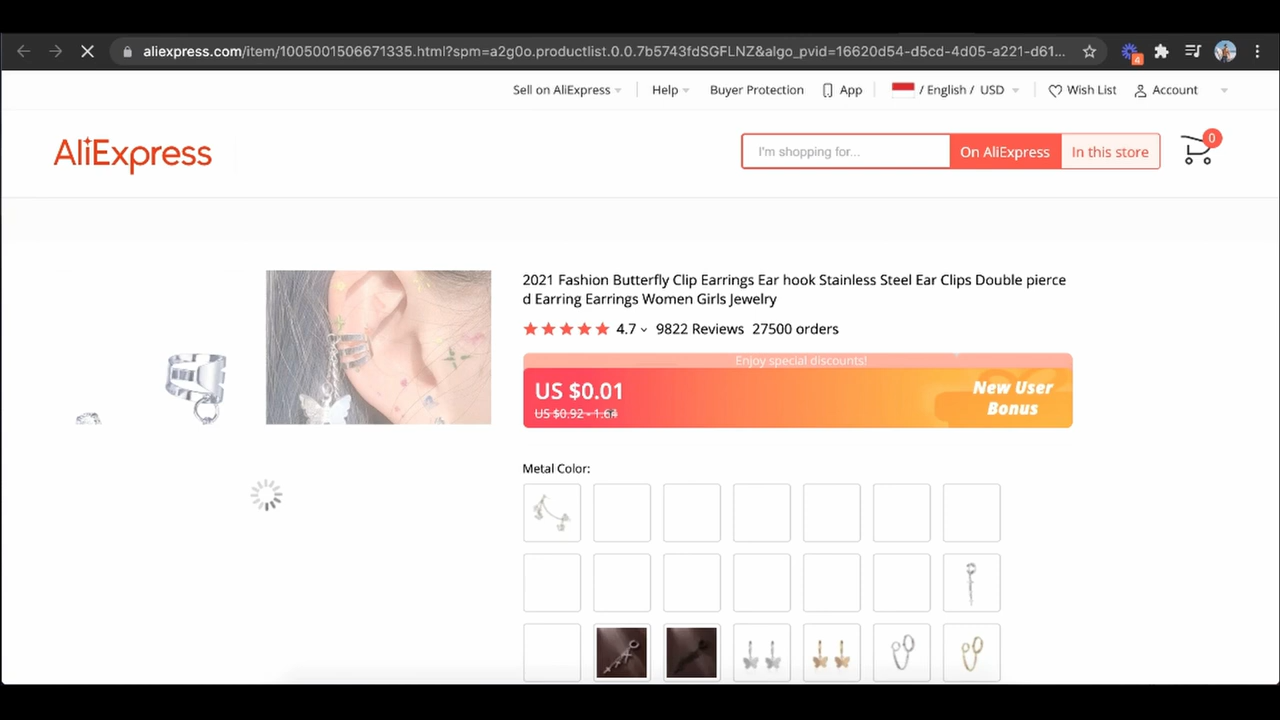 aliexpress.com/item/1005001506671335.html?spm=a2g0o.productlist.0.0.7b5743fdSGFLNZ&algo_pvid=16620d54-d5cd-4d05-a221-d61...
4
Sell on AliExpress Help Buyer Protection App / English / USD Wish List Account
AliExpress
I'm shopping for... On AliExpress In this store 0
2021 Fashion Butterfly Clip Earrings Ear hook Stainless Steel Ear Clips Double pierce
d Earring Earrings Women Girls Jewelry
4.7 9822 Reviews 27500 orders
Enjoy special discounts!
US $0.01
US $0.92 - 1.64
New User
Bonus
Metal Color: